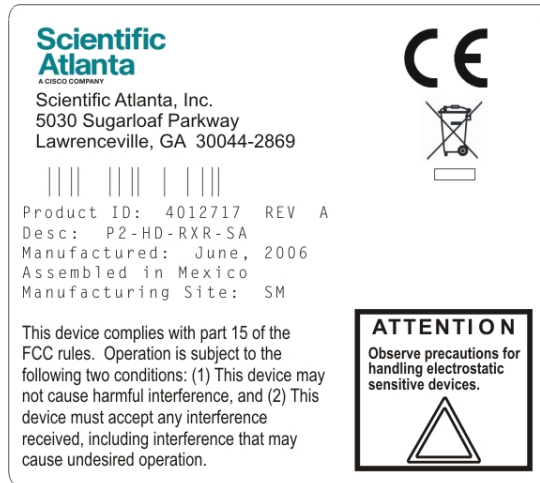 Scientific
Atlanta
A CISCO COMPANY
CE
Scientific Atlanta, Inc.
5030 Sugarloaf Parkway
Lawrenceville, GA 30044-2869
Product ID: 4012717 REV A
Desc: P2-HD-RXR-SA
Manufactured: June, 2006
Assembled in Mexico
Manufacturing Site: SM
This device complies with part 15 of the
FCC rules. Operation is subject to the
following two conditions: (1) This device may
not cause harmful interference, and (2) This
device must accept any interference
received, including interference that may
cause undesired operation.
ATTENTION
Observe precautions for
handling electrostatic
sensitive devices.